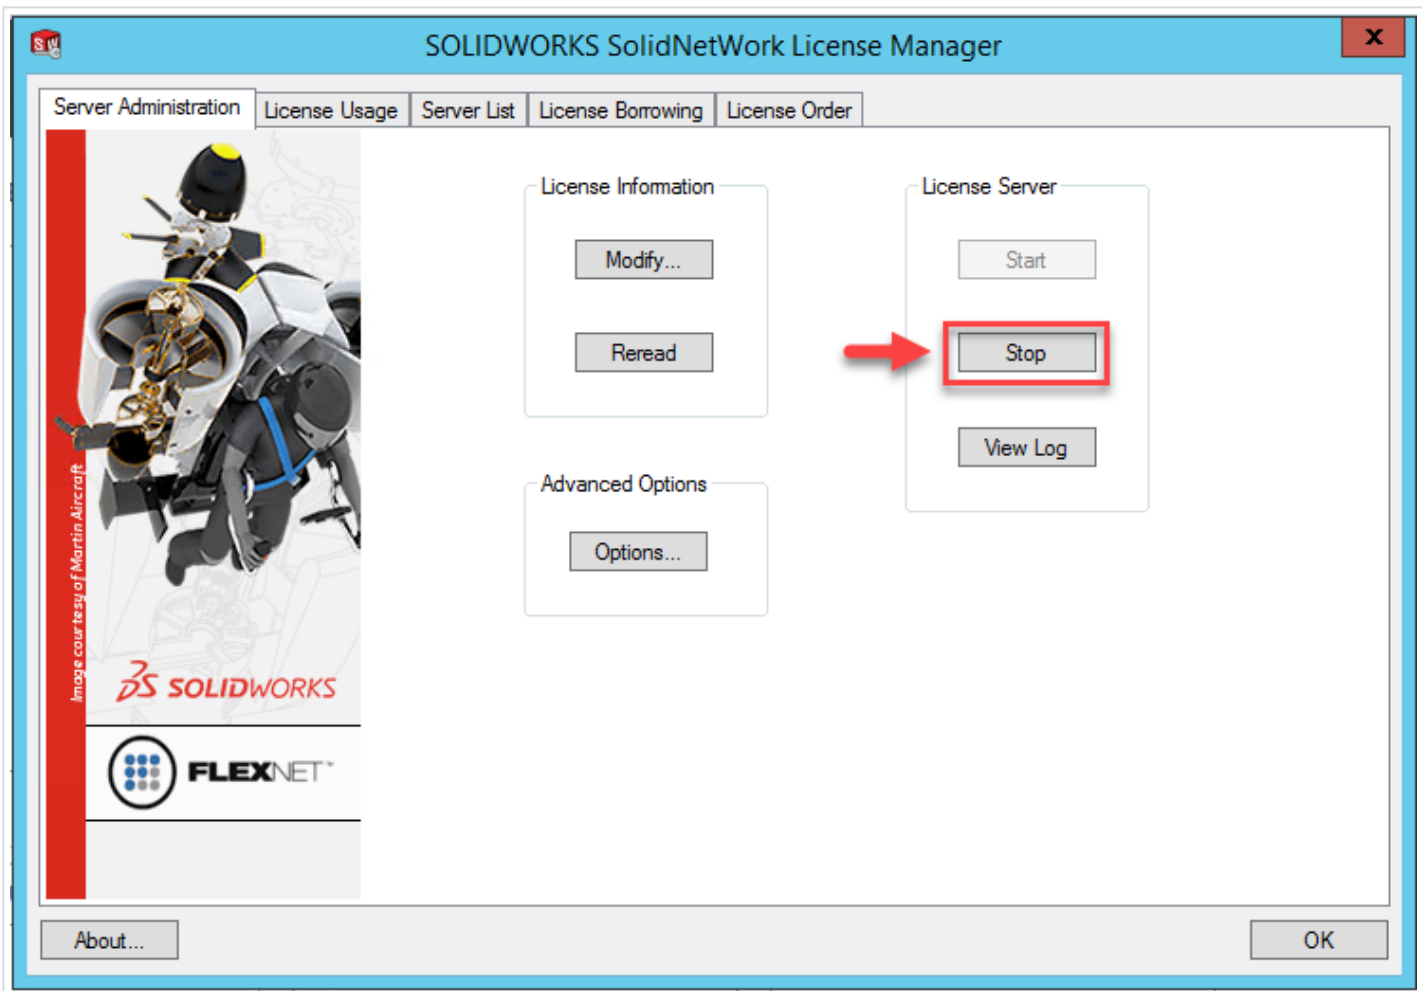 SOLIDWORKS SolidNetWork License Manager
x
Server Administration
License Usage
Server List
License Borrowing
License Order
License Information
Modify...
Reread
Advanced Options
Options...
License Server
Start
Stop
View Log
Image courtesy of Martin Aircraft
SOLIDWORKS
FLEXNET
About...
OK